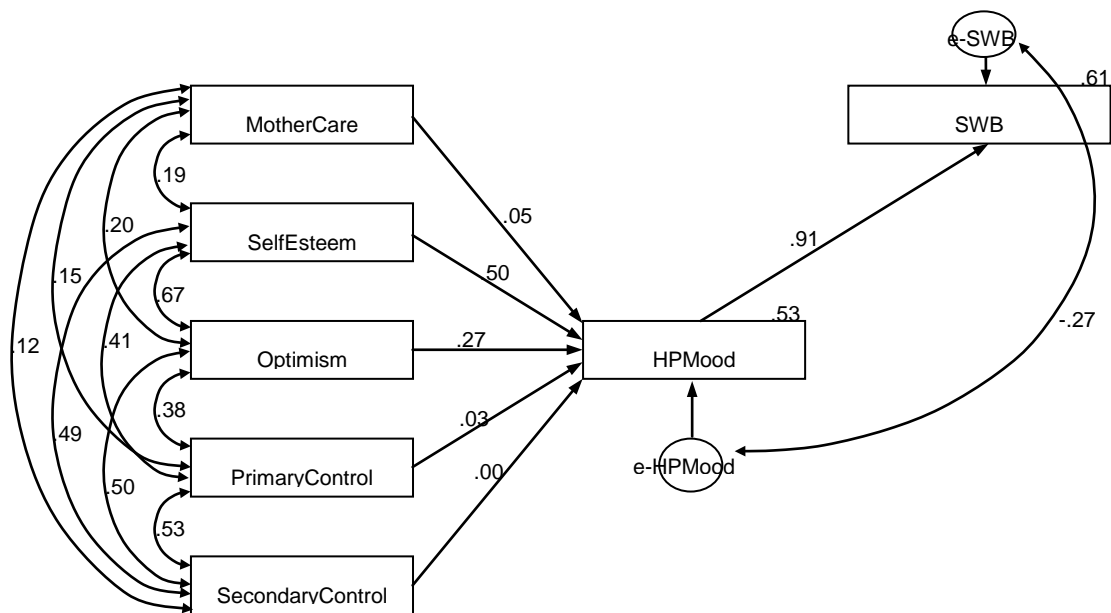 e-SWB
.61
MotherCare
SWB
.19
.05
.20
SelfEsteem
.50
.91
.15
.67
.53
-.27
.12
.41
Optimism
.27
HPMood
.38
.03
.49
e-HPMood
.50
PrimaryControl
.00
.53
SecondaryControl